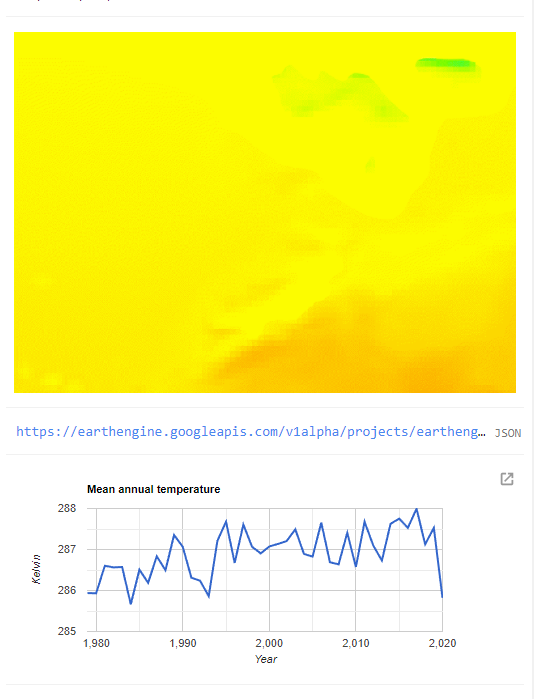 https://earthengine.googleapis.com/v1alpha/projects/eartheng… JSON
Mean annual temperature
288
287
286
285
Kelvin
1,980 1,990 2,000 2,010 2,020
Year